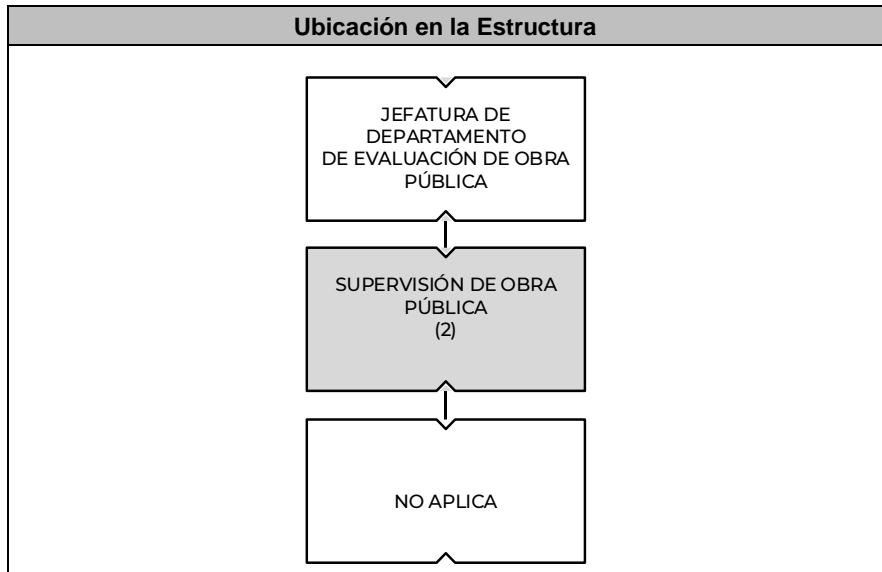 Ubicación en la Estructura
JEFATURA DE
DEPARTAMENTO
DE EVALUACIÓN DE OBRA
PÚBLICA
SUPERVISIÓN DE OBRA
PÚBLICA
(2)
NO APLICA